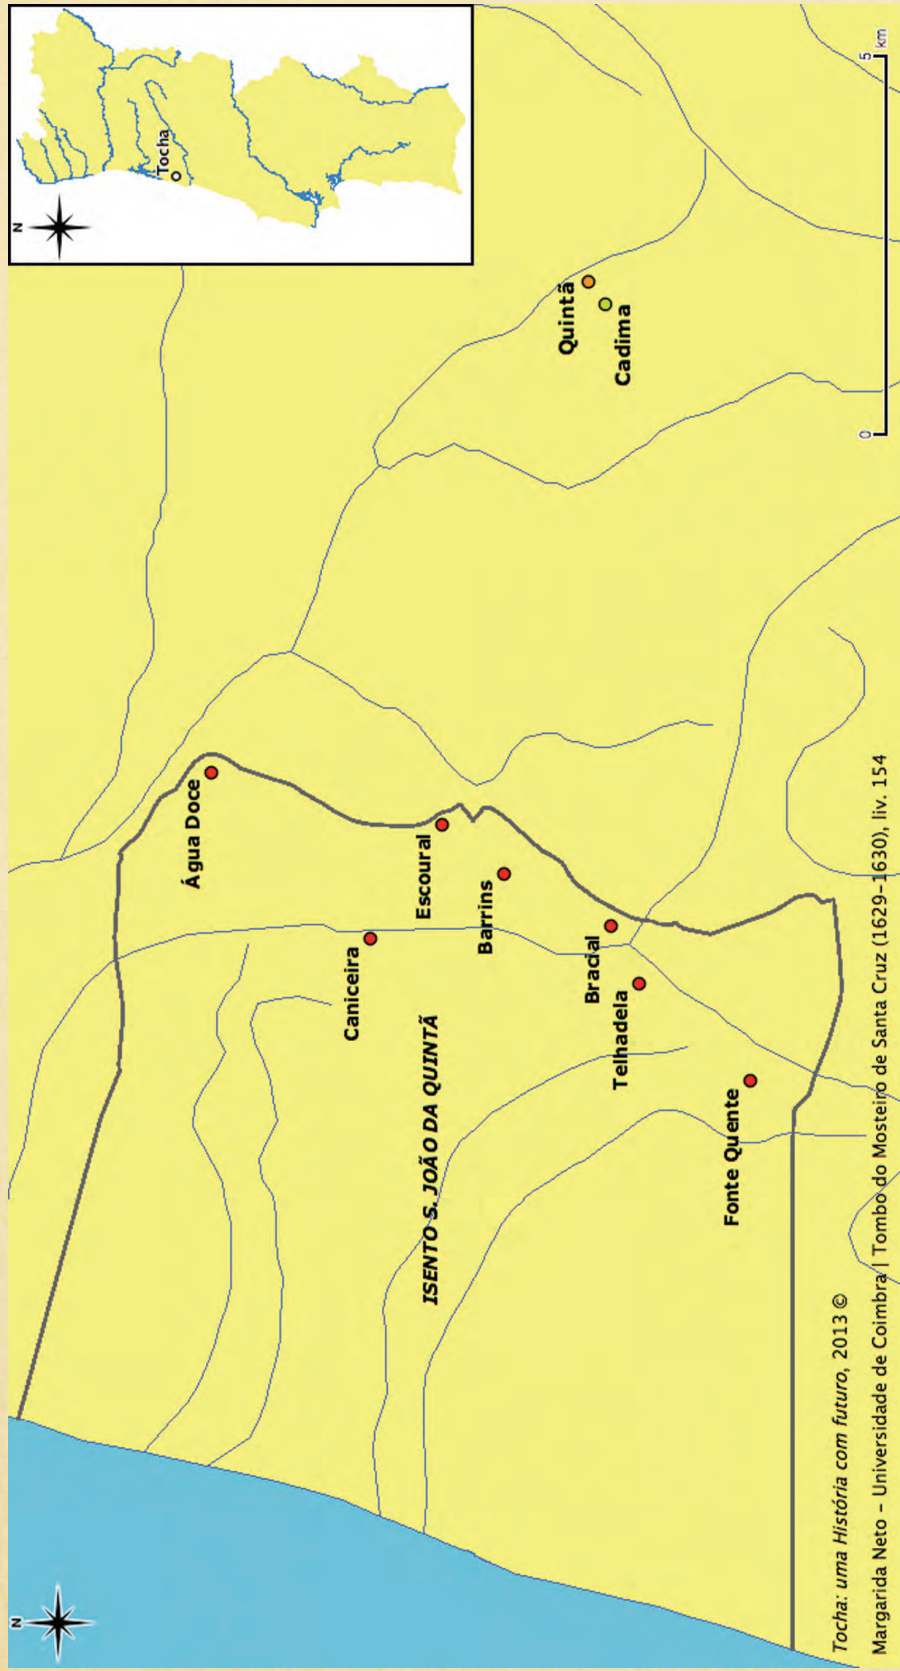 N
N
Tocha
Água Doce
Caniceira
Escoural
Barrins
ISENTO S. JOÃO DA QUINTÃ
Bracial
Telhadela
Fonte Quente
Quintã
Cadima
0
5
km
Tocha: uma História com futuro, 2013 ©
Margarida Neto – Universidade de Coimbra | Tombo do Mosteiro de Santa Cruz (1629-1630), liv. 154